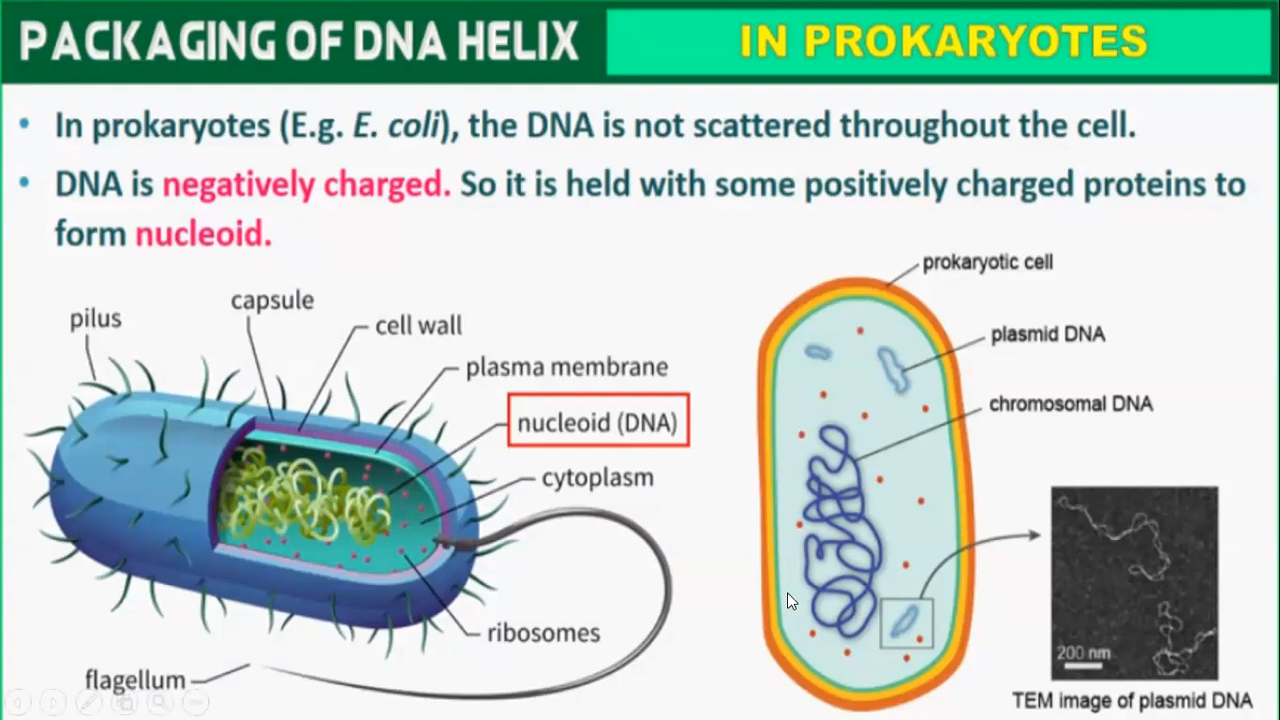 PACKAGING OF DNA HELIX
IN PROKARYOTES
• In prokaryotes (E.g. E. coli), the DNA is not scattered throughout the cell.
• DNA is negatively charged. So it is held with some positively charged proteins to
form nucleoid.
pilus
capsule
cell wall
plasma membrane
nucleoid (DNA)
cytoplasm
ribosomes
flagellum
prokaryotic cell
plasmid DNA
chromosomal DNA
200 nm
TEM image of plasmid DNA